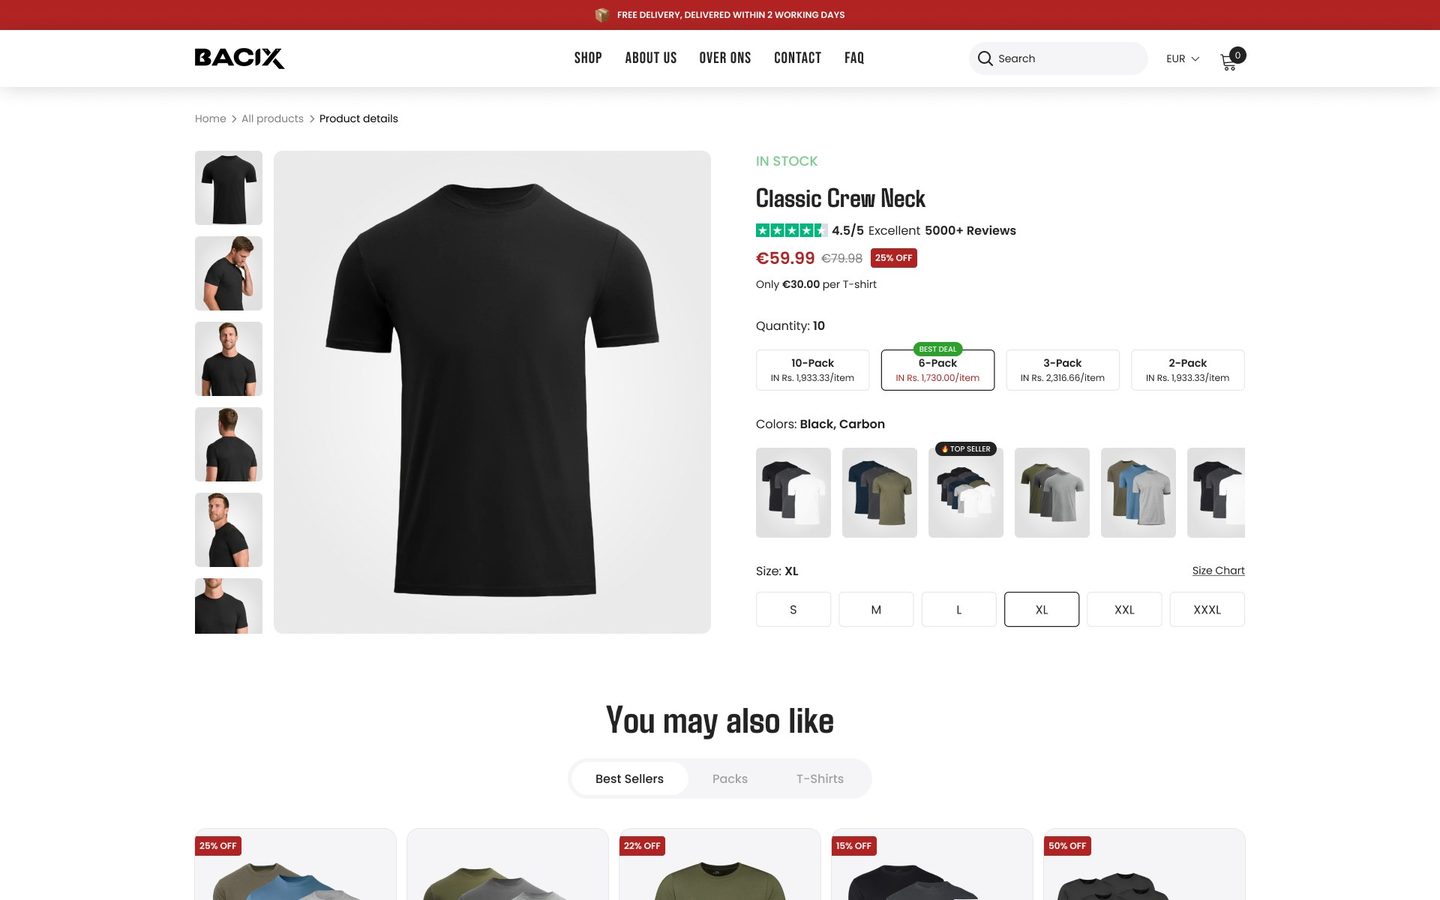 FREE DELIVERY, DELIVERED WITHIN 2 WORKING DAYS
BACIX
SHOP ABOUT US OVER ONS CONTACT FAQ
Search
EUR
0
Home > All products > Product details
IN STOCK
Classic Crew Neck
4.5/5 Excellent 5000+ Reviews
€59.99 €79.98 25% OFF
Only €30.00 per T-shirt
Quantity: 10
BEST DEAL
10-Pack 6-Pack 3-Pack 2-Pack
IN Rs. 1,933.33/item IN Rs. 1,730.00/item IN Rs. 2,316.66/item IN Rs. 1,933.33/item
Colors: Black, Carbon
TOP SELLER
Size: XL Size Chart
S M L XL XXL XXXL
You may also like
Best Sellers Packs T-Shirts
25% OFF 22% OFF 15% OFF 50% OFF